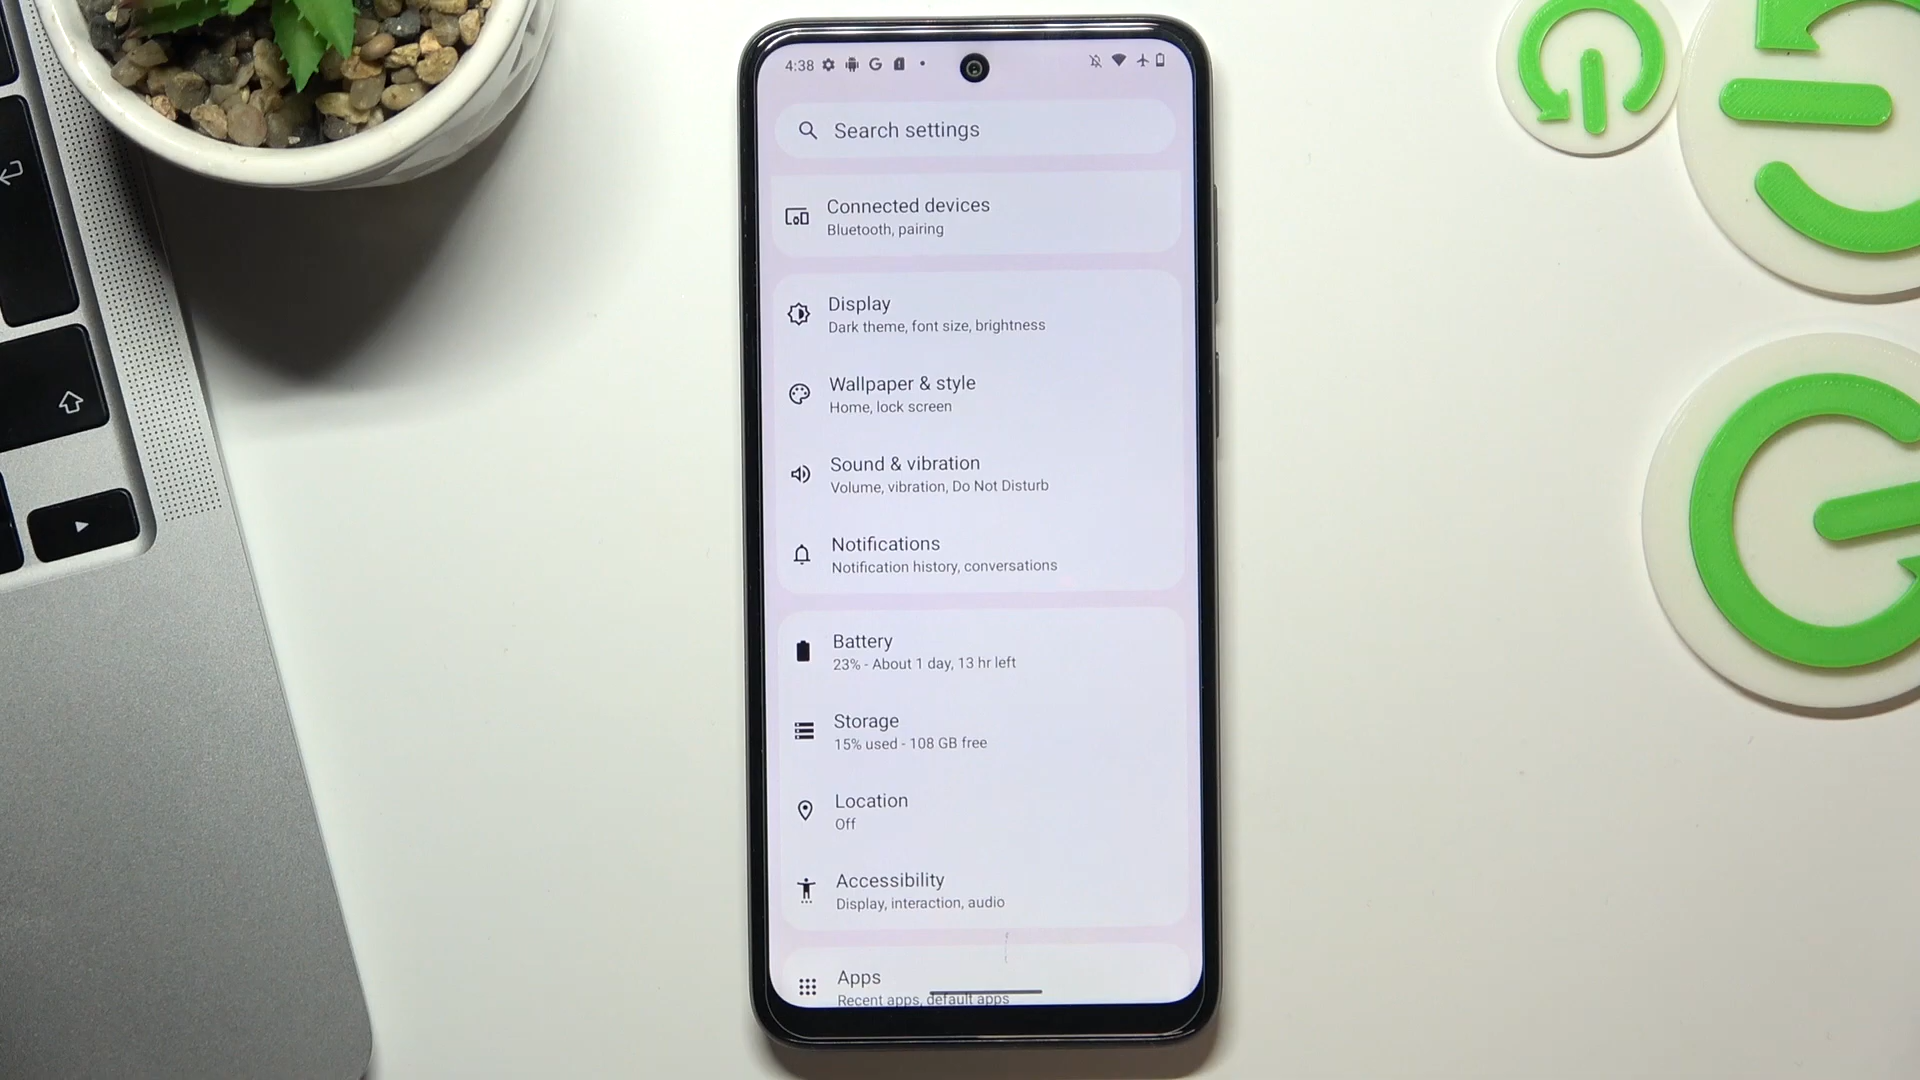 4:38
Search settings
Connected devices
Bluetooth, pairing
Display
Dark theme, font size, brightness
Wallpaper & style
Home, lock screen
Sound & vibration
Volume, vibration, Do Not Disturb
Notifications
Notification history, conversations
Battery
23% - About 1 day, 13 hr left
Storage
15% used - 108 GB free
Location
Off
Accessibility
Display, interaction, audio
Apps
Recent apps, default apps